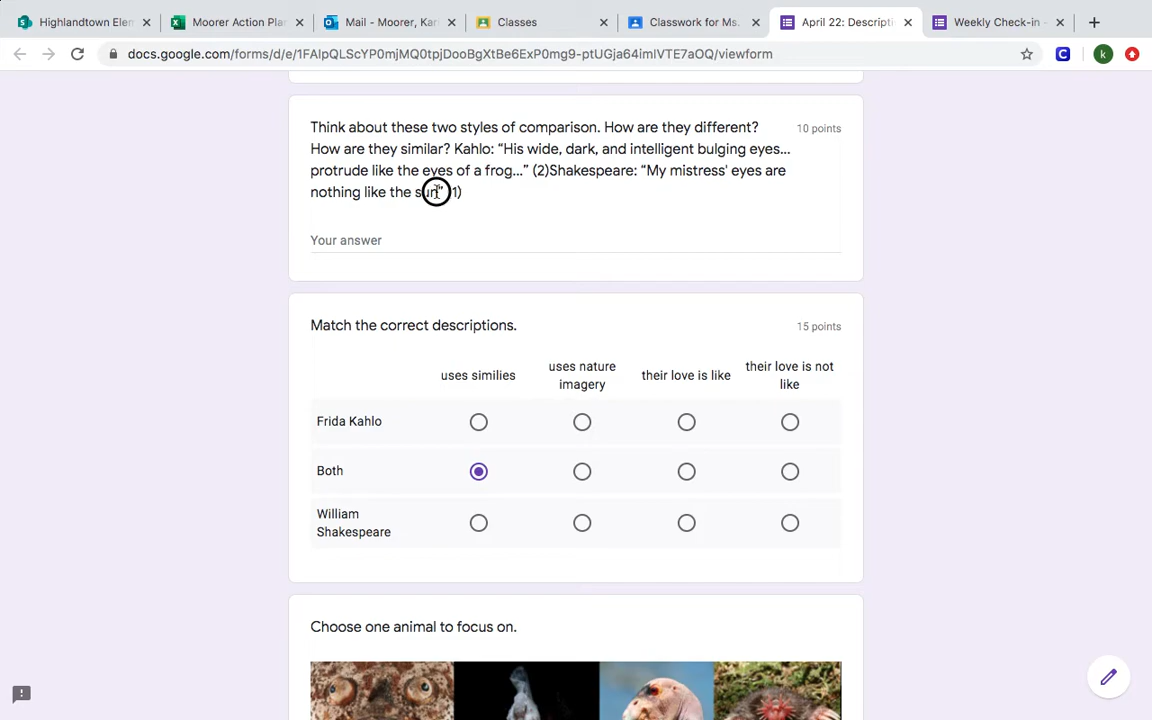 Highlandtown Elem
Moorer Action Plan
Mail - Moorer, Kar
Classes
Classwork for Ms.
April 22: Descripti
Weekly Check-in -
docs.google.com/forms/d/e/1FAIpQLScYP0mjMQ0tpjDooBgXtBe6ExP0mg9-ptUGja64imlVTE7aOQ/viewform
C
k
Think about these two styles of comparison. How are they different?
10 points
How are they similar? Kahlo: “His wide, dark, and intelligent bulging eyes...
protrude like the eyes of a frog...” (2)Shakespeare: “My mistress' eyes are
nothing like the sun” (1)
Your answer
Match the correct descriptions.
15 points
uses similies
uses nature
imagery
their love is like
their love is not
like
Frida Kahlo
Both
William
Shakespeare
Choose one animal to focus on.